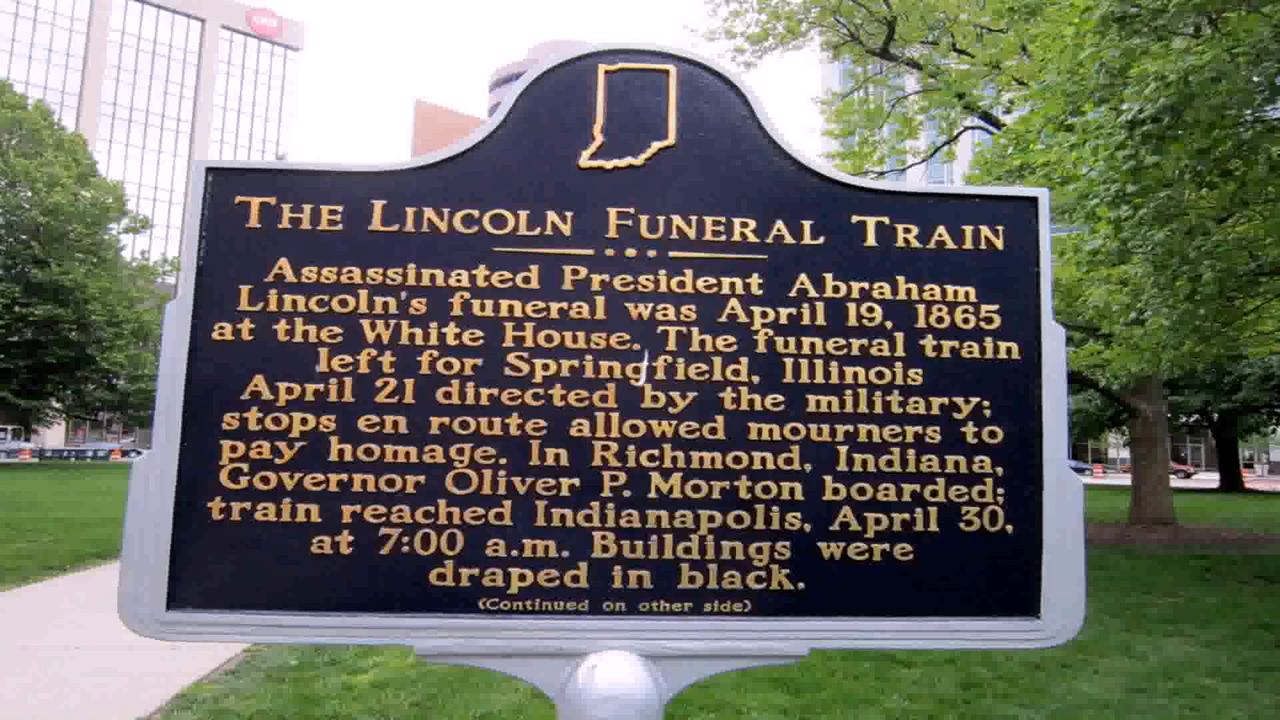 THE LINCOLN FUNERAL TRAIN
Assassinated President Abraham
Lincoln's funeral was April 19, 1865
at the White House. The funeral train
left for Springfield, Illinois
April 21 directed by the military;
stops en route allowed mourners to
pay homage. In Richmond, Indiana,
Governor Oliver P. Morton boarded;
train reached Indianapolis, April 30,
at 7:00 a.m. Buildings were
draped in black.
(Continued on other side)